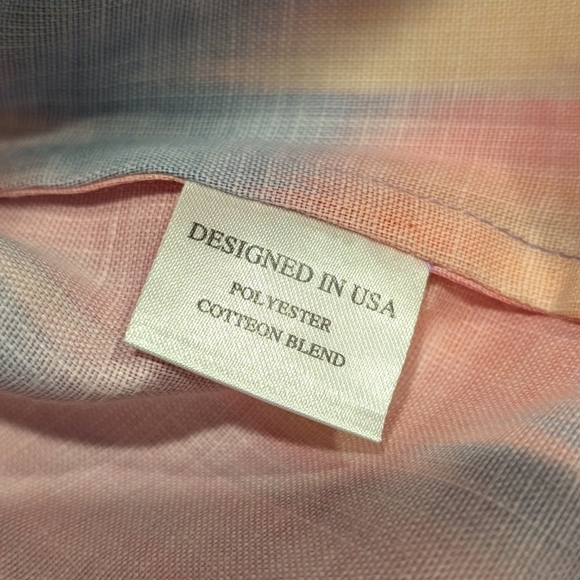 DESIGNED IN USA
POLYESTER
COTTEON BLEND